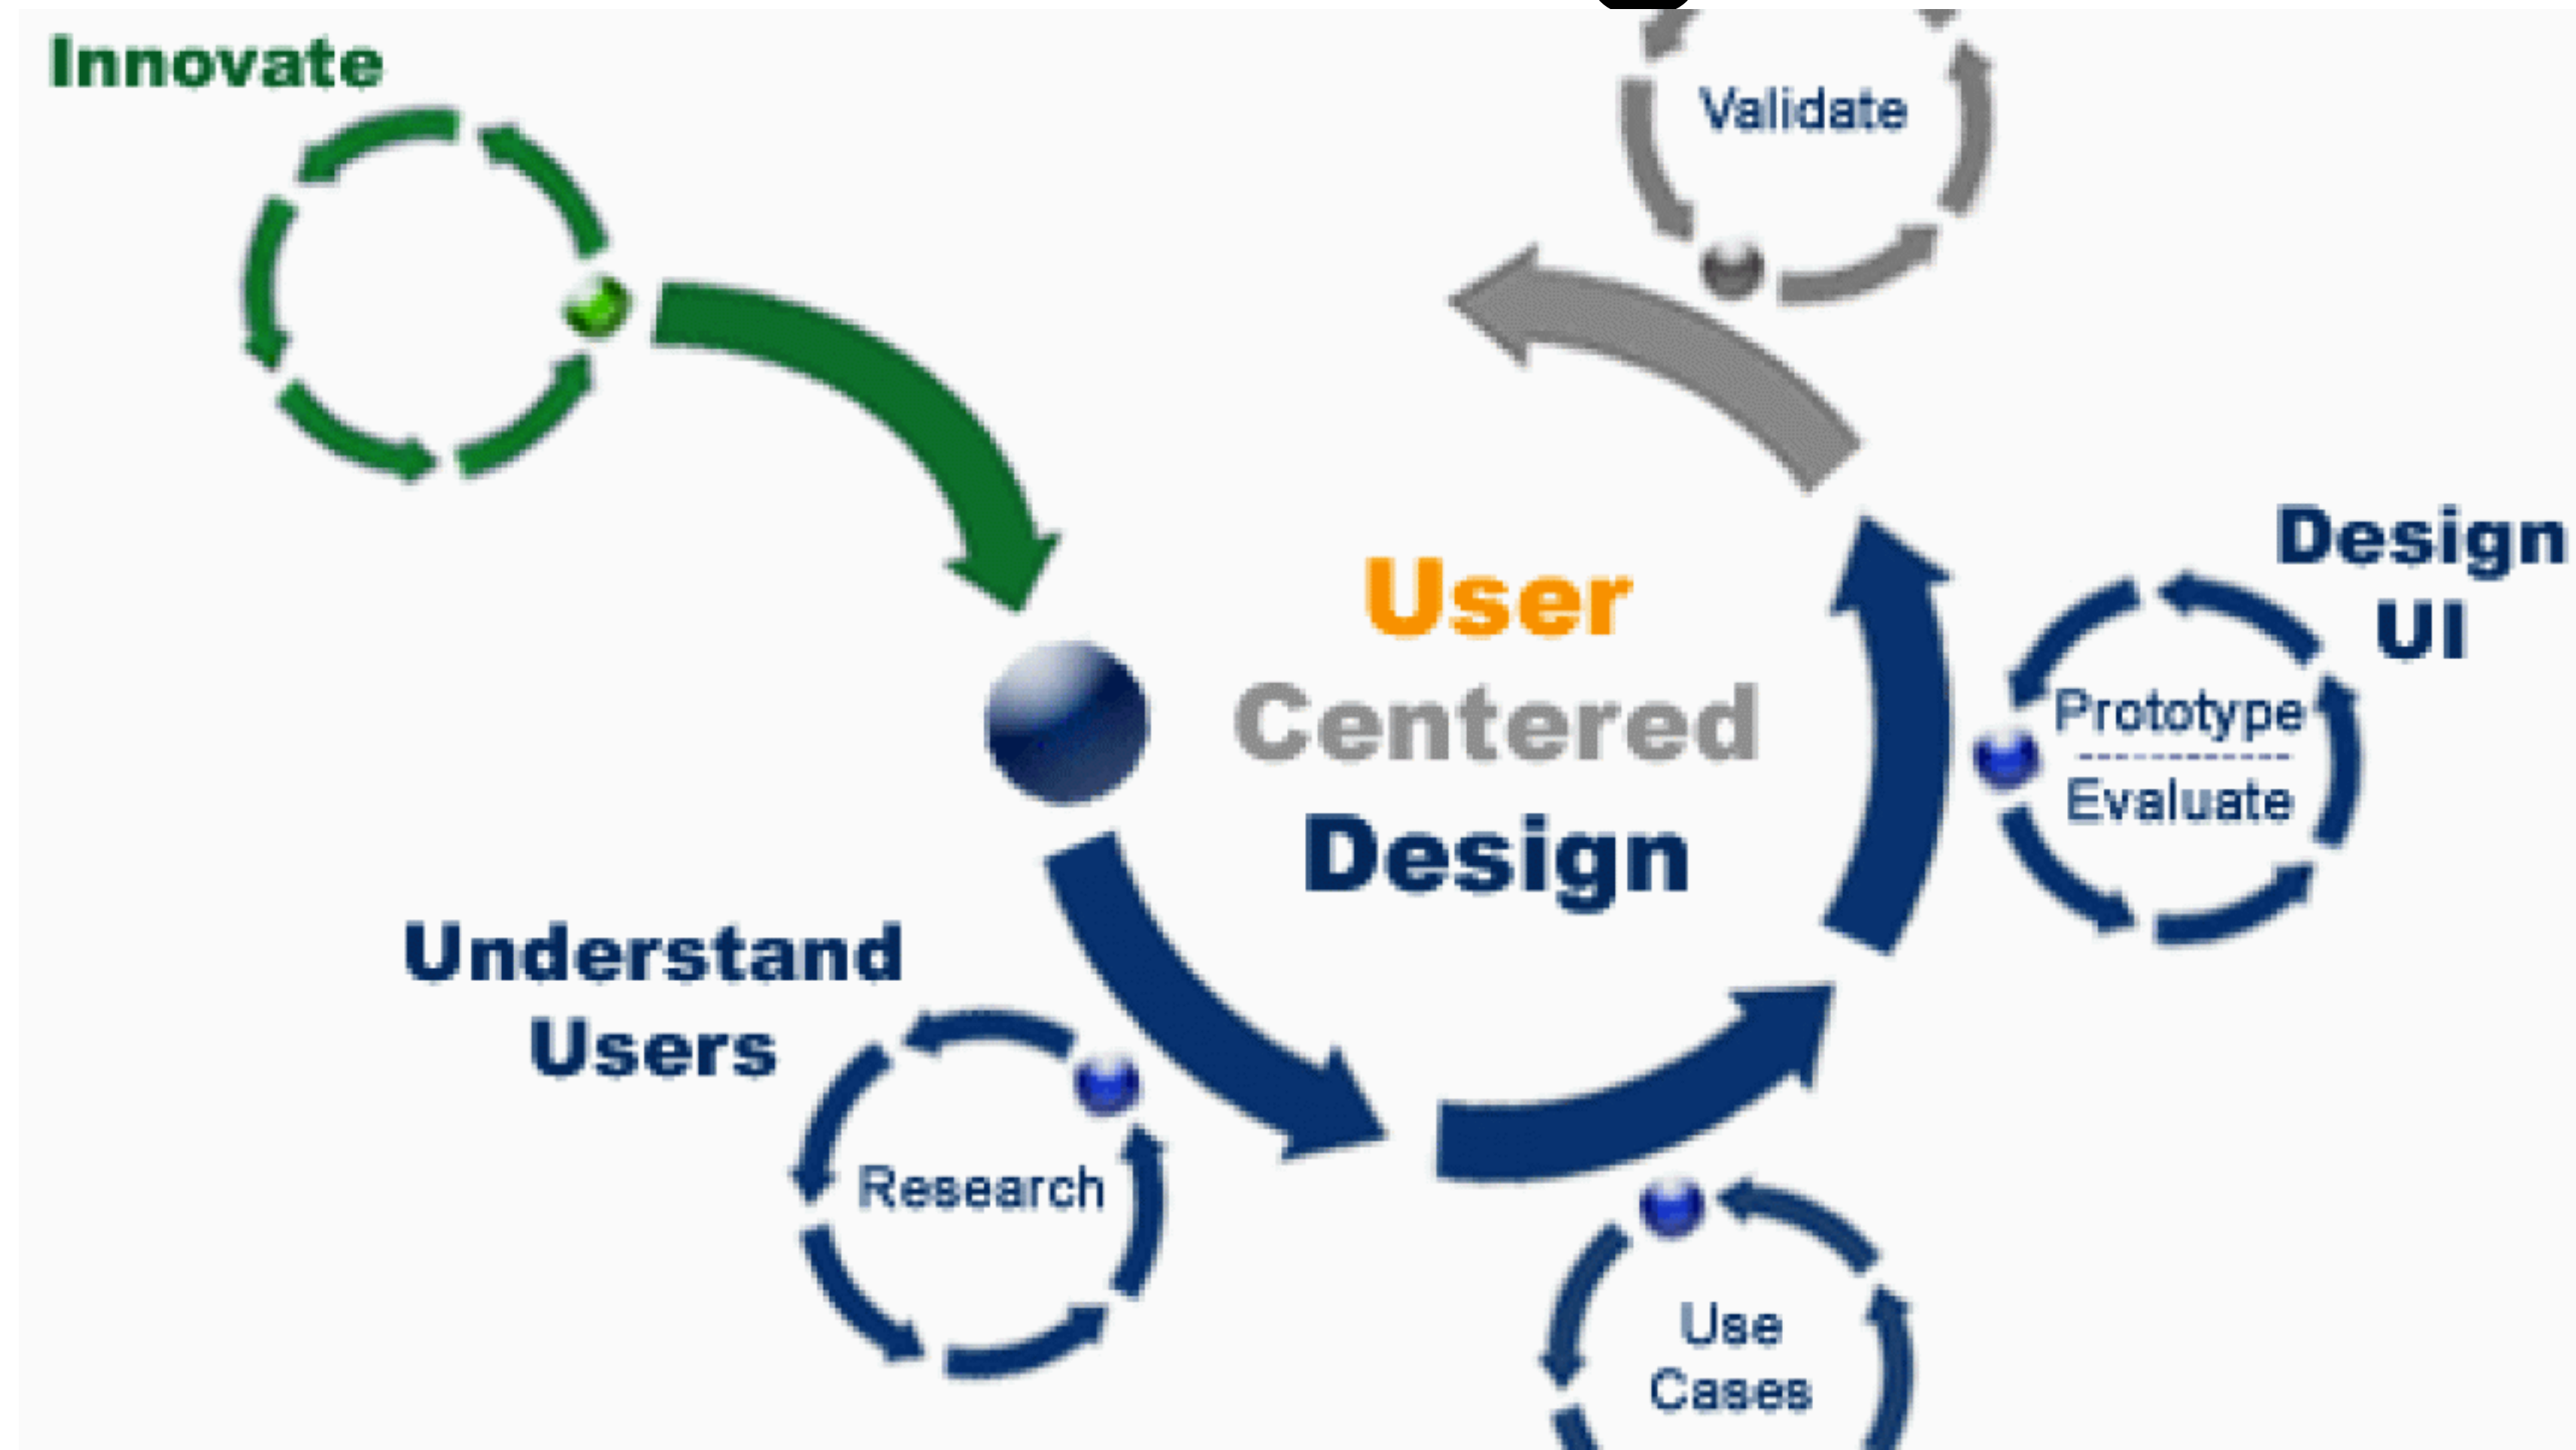 Innovate
Validate
User
Centered
Design
Design
UI
Prototype
Evaluate
Understand
Users
Research
Use
Cases